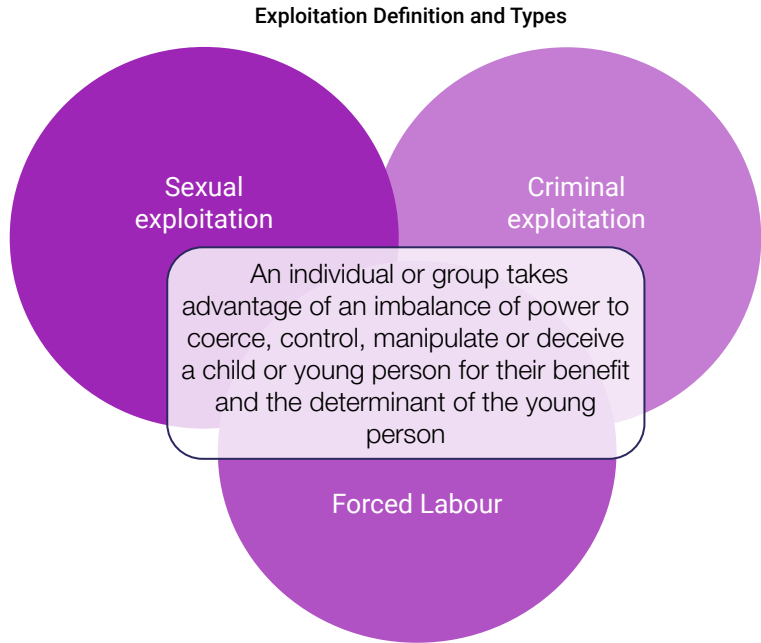 Exploitation Definition and Types
Sexual
exploitation
Criminal
exploitation
An individual or group takes
advantage of an imbalance of power to
coerce, control, manipulate or deceive
a child or young person for their benefit
and the determinant of the young
person
Forced Labour